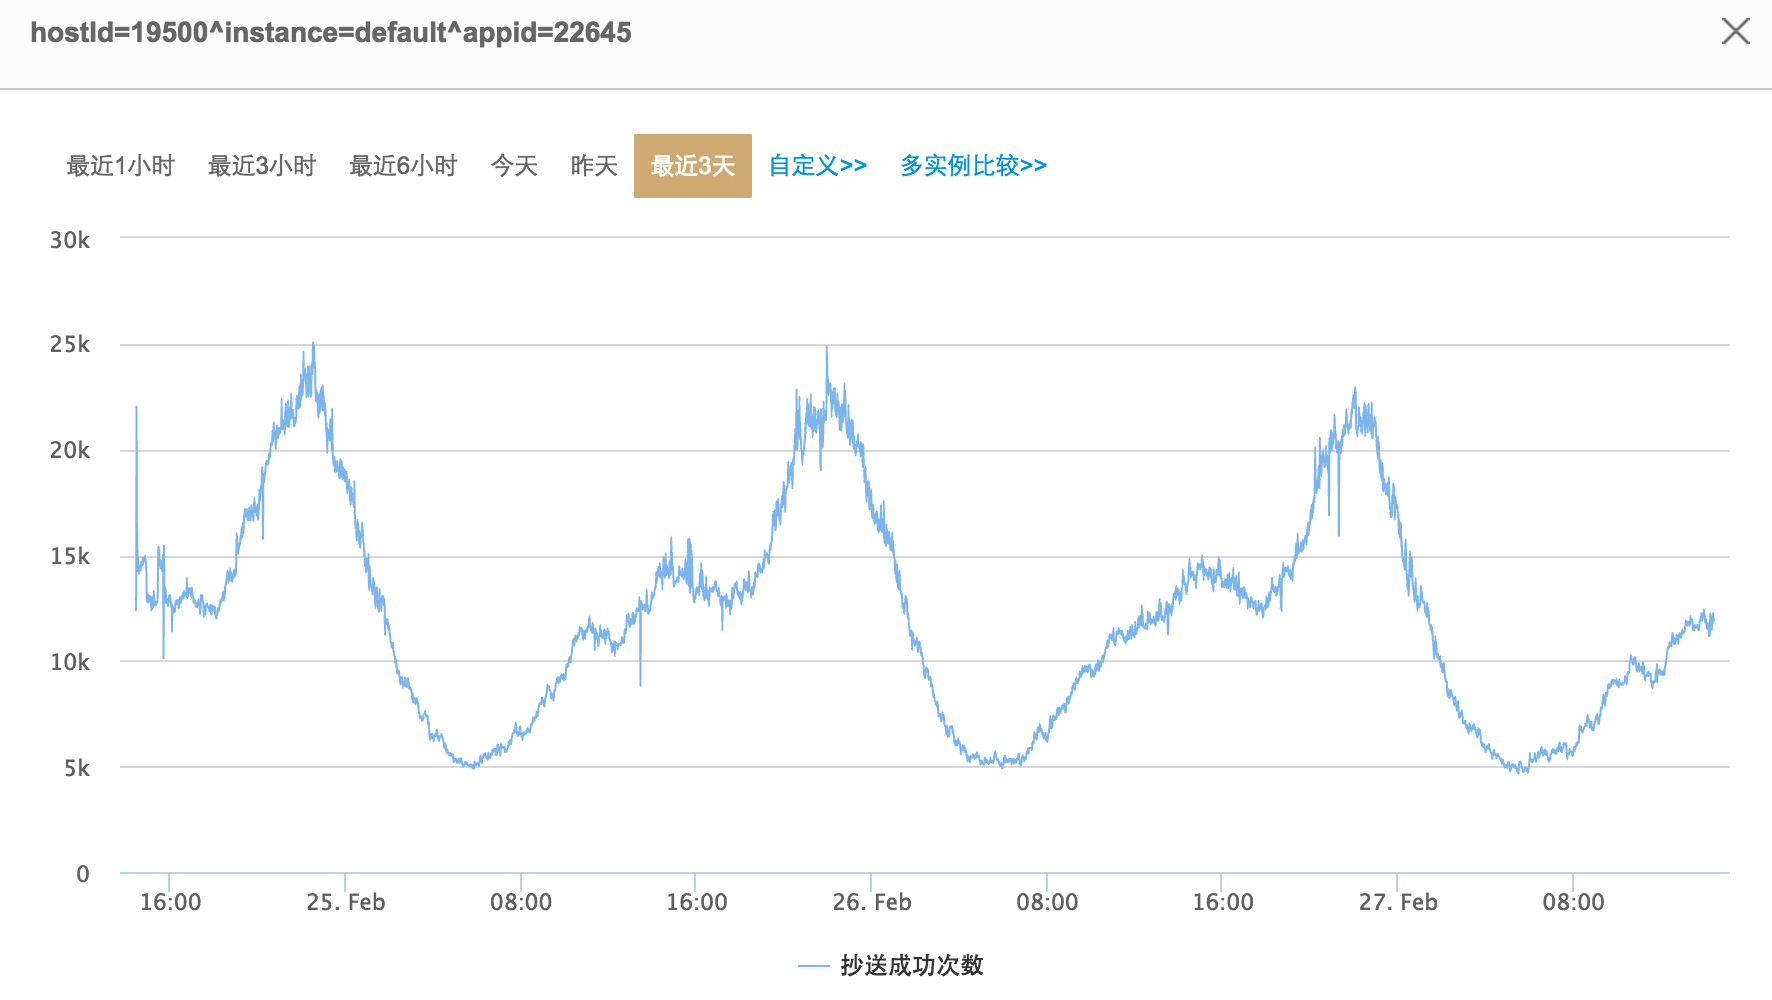 hostId=19500^instance=default^appid=22645
最近1小时 最近3小时 最近6小时 今天 昨天 最近3天 自定义>> 多实例比较>>
30k
25k
20k
15k
10k
5k
0
16:00 25. Feb 08:00 16:00 26. Feb 08:00 16:00 27. Feb 08:00
抄送成功次数